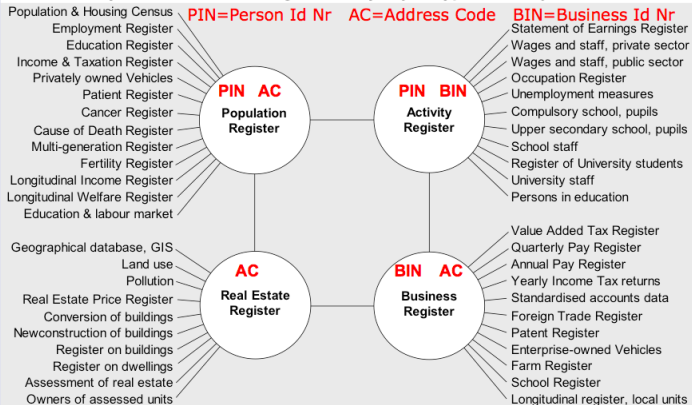 PIN=Person Id Nr AC=Address Code BIN=Business Id Nr
Population & Housing Census
Employment Register
Education Register
Income & Taxation Register
Privately owned Vehicles
Patient Register
Cancer Register
Cause of Death Register
Multi-generation Register
Fertility Register
Longitudinal Income Register
Longitudinal Welfare Register
Education & labour market
PIN AC
Population
Register
PIN BIN
Activity
Register
Statement of Earnings Register
Wages and staff, private sector
Wages and staff, public sector
Occupation Register
Unemployment measures
Compulsory school, pupils
Upper secondary school, pupils
School staff
Register of University students
University staff
Persons in education
Geographical database, GIS
Land use
Pollution
Real Estate Price Register
Conversion of buildings
Newconstruction of buildings
Register on buildings
Register on dwellings
Assessment of real estate
Owners of assessed units
AC
Real Estate
Register
BIN AC
Business
Register
Value Added Tax Register
Quarterly Pay Register
Annual Pay Register
Yearly Income Tax returns
Standardised accounts data
Foreign Trade Register
Patent Register
Enterprise-owned Vehicles
Farm Register
School Register
Longitudinal register, local units